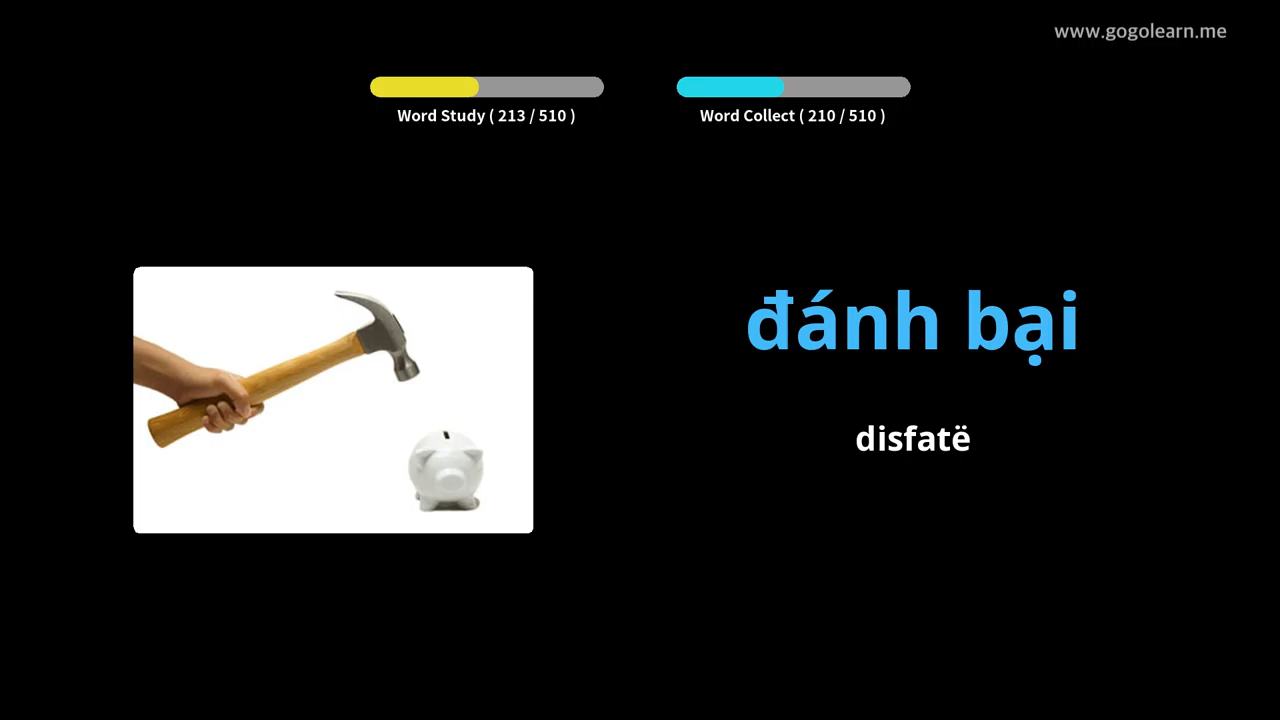 www.gogolearn.me
Word Study ( 213 / 510 )
Word Collect ( 210 / 510 )
đánh bại
disfatë